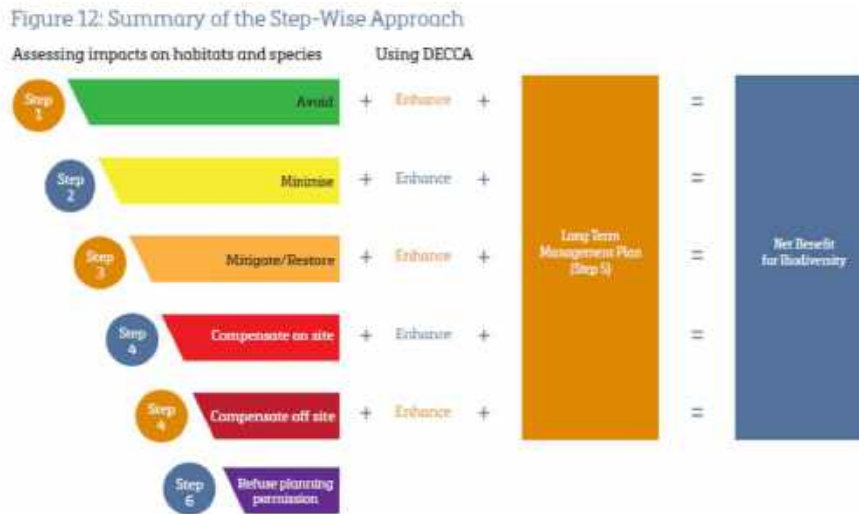 Figure 12: Summary of the Step-Wise Approach
Assessing impacts on habitats and species Using DECCA
Step 1 Avoid + Enhance + =
Step 2 Minimise + Enhance + =
Step 3 Mitigate/Restore + Enhance + =
Long Term
Management Plan
(Step 5)
Net Benefit
for Biodiversity
Step 4 Compensate on site + Enhance + =
Step 4 Compensate off site + Enhance + =
Step 6 Refuse planning
permission